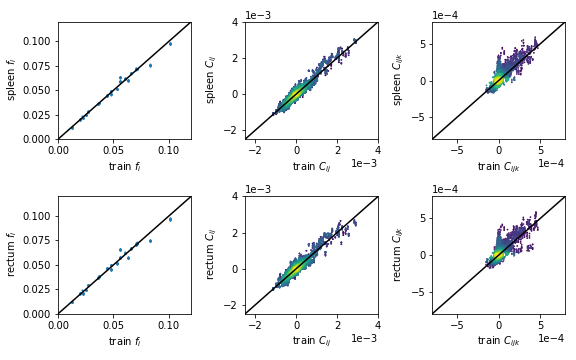 0.100
0.075
0.050
0.025
0.000
spleen f_i
0.00 0.05 0.10
train f_i
1e−3
4
2
0
−2
spleen C_ij
−2 0 2 4
train C_ij 1e−3
1e−4
5
0
−5
spleen C_ijk
−5 0 5
train C_ijk 1e−4
0.100
0.075
0.050
0.025
0.000
rectum f_i
0.00 0.05 0.10
train f_i
1e−3
4
2
0
−2
rectum C_ij
−2 0 2 4
train C_ij 1e−3
1e−4
5
0
−5
rectum C_ijk
−5 0 5
train C_ijk 1e−4